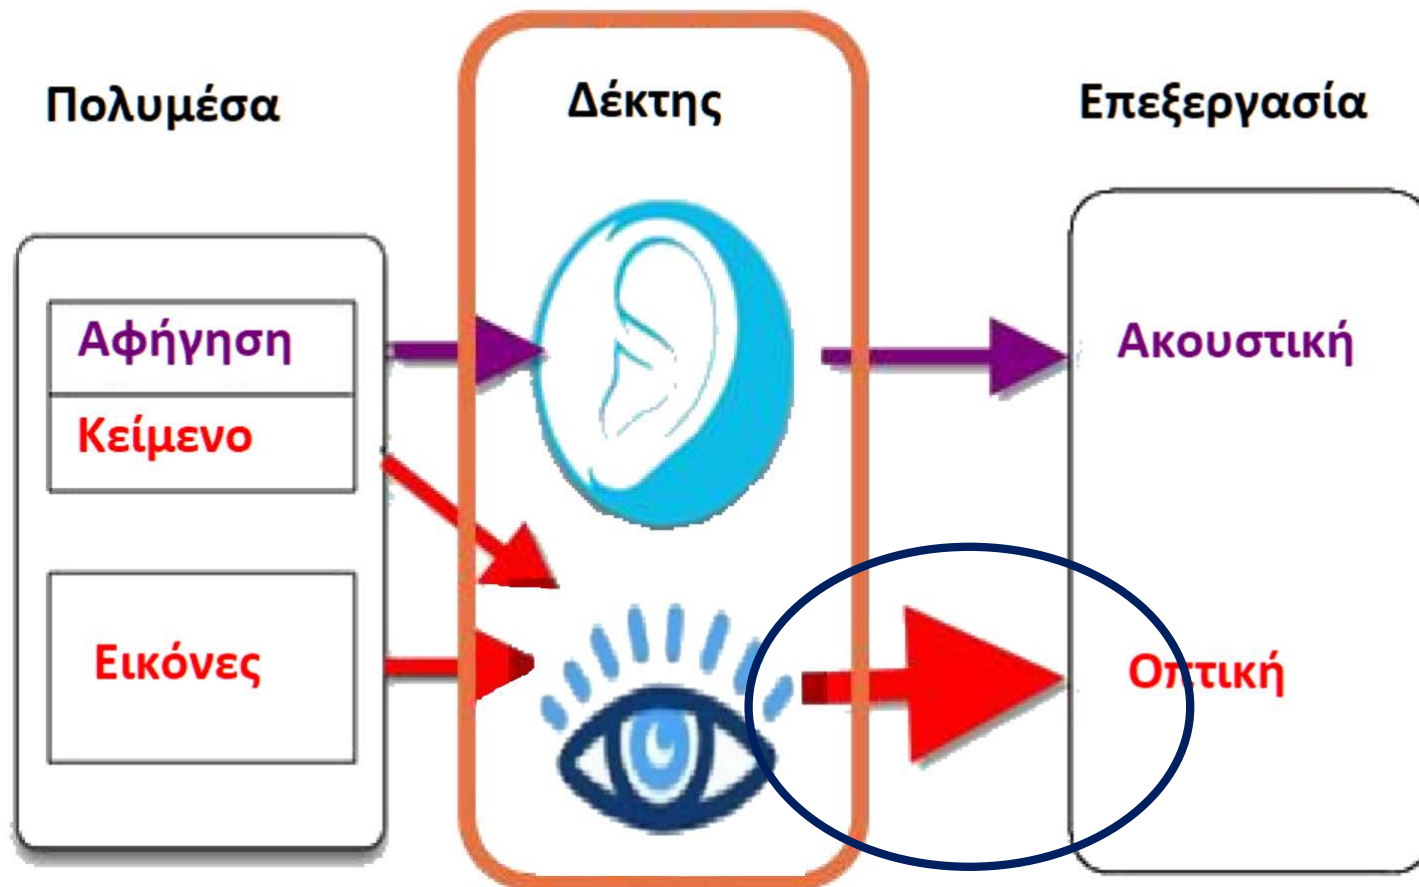 Πολυμέσα
Δέκτης
Επεξεργασία
Αφήγηση
Κείμενο
Εικόνες
Ακουστική
Οπτική